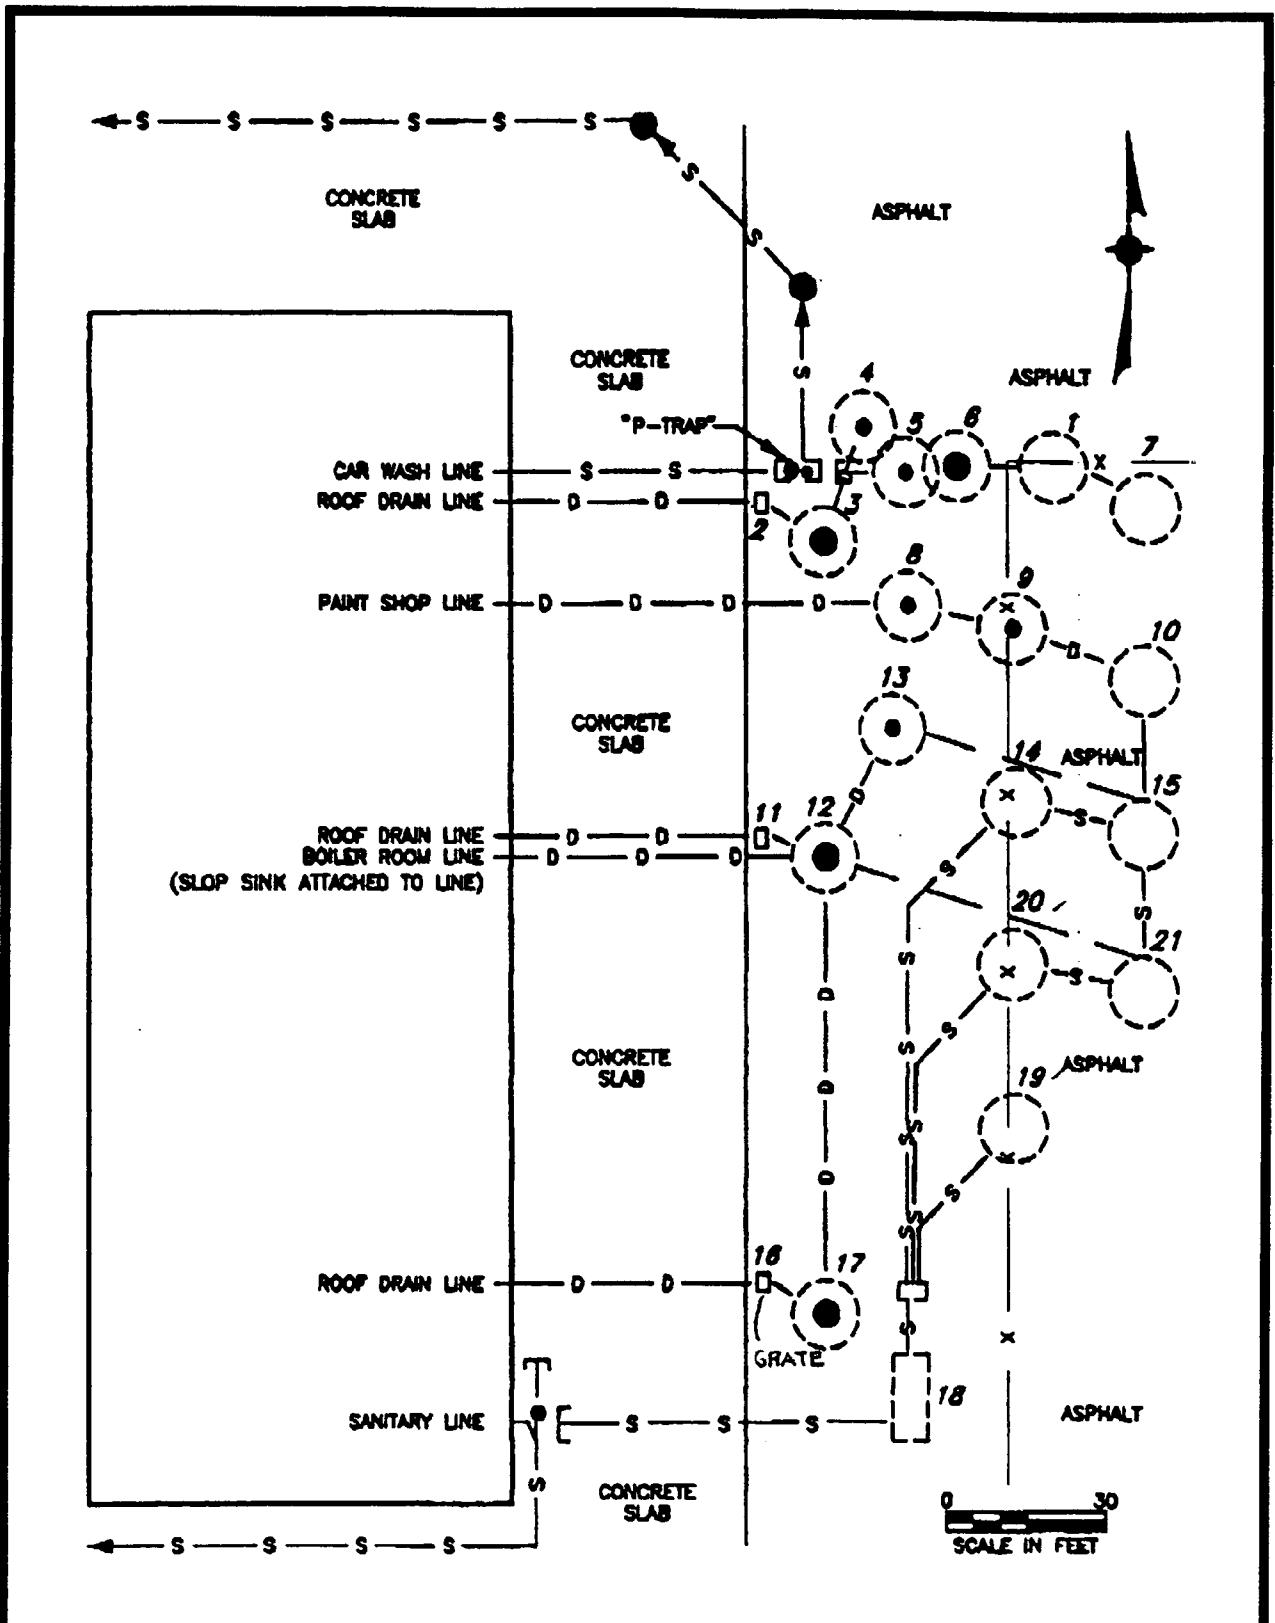 S S S S S S
S
CONCRETE
SLAB
ASPHALT
S
CONCRETE
SLAB
S
4
ASPHALT
"P-TRAP"
5
6
1
7
CAR WASH LINE
S S
X
ROOF DRAIN LINE
D D
2
3
8
9
PAINT SHOP LINE
D D D D
X
10
D
13
CONCRETE
SLAB
14
ASPHALT
15
D
X
S
11
12
ROOF DRAIN LINE
D D
BOILER ROOM LINE
D D D
(SLOP SINK ATTACHED TO LINE)
S
20
S
21
S
X
S
D
S
S
CONCRETE
SLAB
ASPHALT
19
D
S
S
X
D
S
S
S
16
17
ROOF DRAIN LINE
D D
GRATE
S
X
18
SANITARY LINE
S S S
ASPHALT
S
CONCRETE
SLAB
0 30
SCALE IN FEET
S S S S